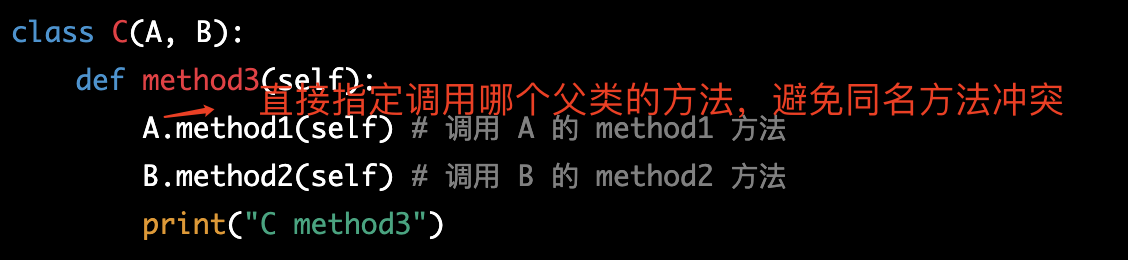 class C(A, B):
def method3(self):
直接指定调用哪个父类的方法，避免同名方法冲突
A.method1(self) # 调用 A 的 method1 方法
B.method2(self) # 调用 B 的 method2 方法
print("C method3")